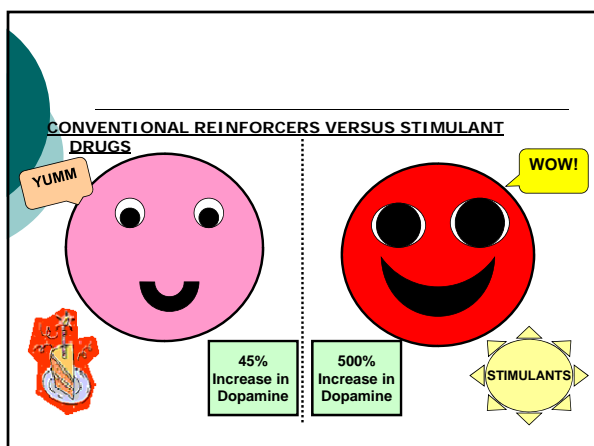 CONVENTIONAL REINFORCERS VERSUS STIMULANT
DRUGS
YUMM
WOW!
45%
Increase in
Dopamine
500%
Increase in
Dopamine
STIMULANTS